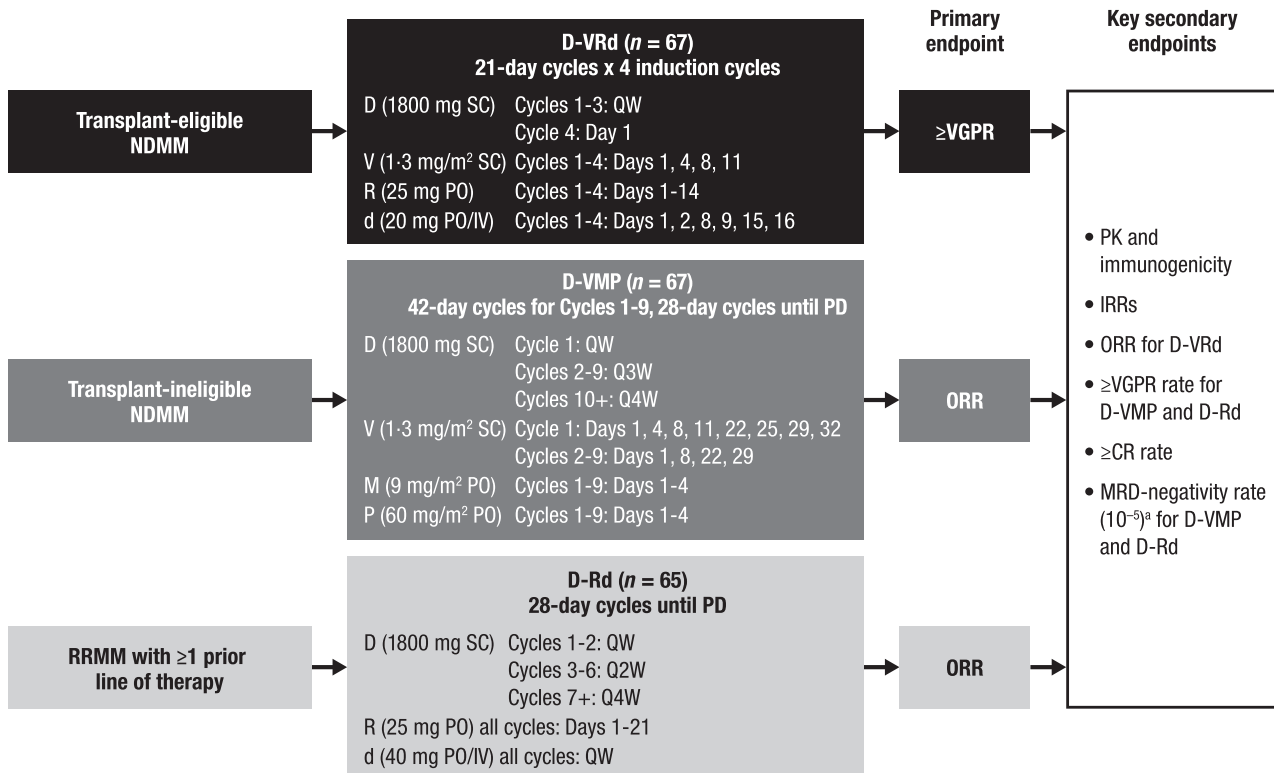 Primary
endpoint
Key secondary
endpoints
Transplant-eligible
NDMM
D-VRd (n = 67)
21-day cycles x 4 induction cycles
D (1800 mg SC) Cycles 1-3: QW
Cycle 4: Day 1
V (1·3 mg/m² SC) Cycles 1-4: Days 1, 4, 8, 11
R (25 mg PO) Cycles 1-4: Days 1-14
d (20 mg PO/IV) Cycles 1-4: Days 1, 2, 8, 9, 15, 16
≥VGPR
Transplant-ineligible
NDMM
D-VMP (n = 67)
42-day cycles for Cycles 1-9, 28-day cycles until PD
D (1800 mg SC) Cycle 1: QW
Cycles 2-9: Q3W
Cycles 10+: Q4W
V (1·3 mg/m² SC) Cycle 1: Days 1, 4, 8, 11, 22, 25, 29, 32
Cycles 2-9: Days 1, 8, 22, 29
M (9 mg/m² PO) Cycles 1-9: Days 1-4
P (60 mg/m² PO) Cycles 1-9: Days 1-4
ORR
RRMM with ≥1 prior
line of therapy
D-Rd (n = 65)
28-day cycles until PD
D (1800 mg SC) Cycles 1-2: QW
Cycles 3-6: Q2W
Cycles 7+: Q4W
R (25 mg PO) all cycles: Days 1-21
d (40 mg PO/IV) all cycles: QW
ORR
• PK and
immunogenicity
• IRRs
• ORR for D-VRd
• ≥VGPR rate for
D-VMP and D-Rd
• ≥CR rate
• MRD-negativity rate
(10⁻⁵)ᵃ for D-VMP
and D-Rd